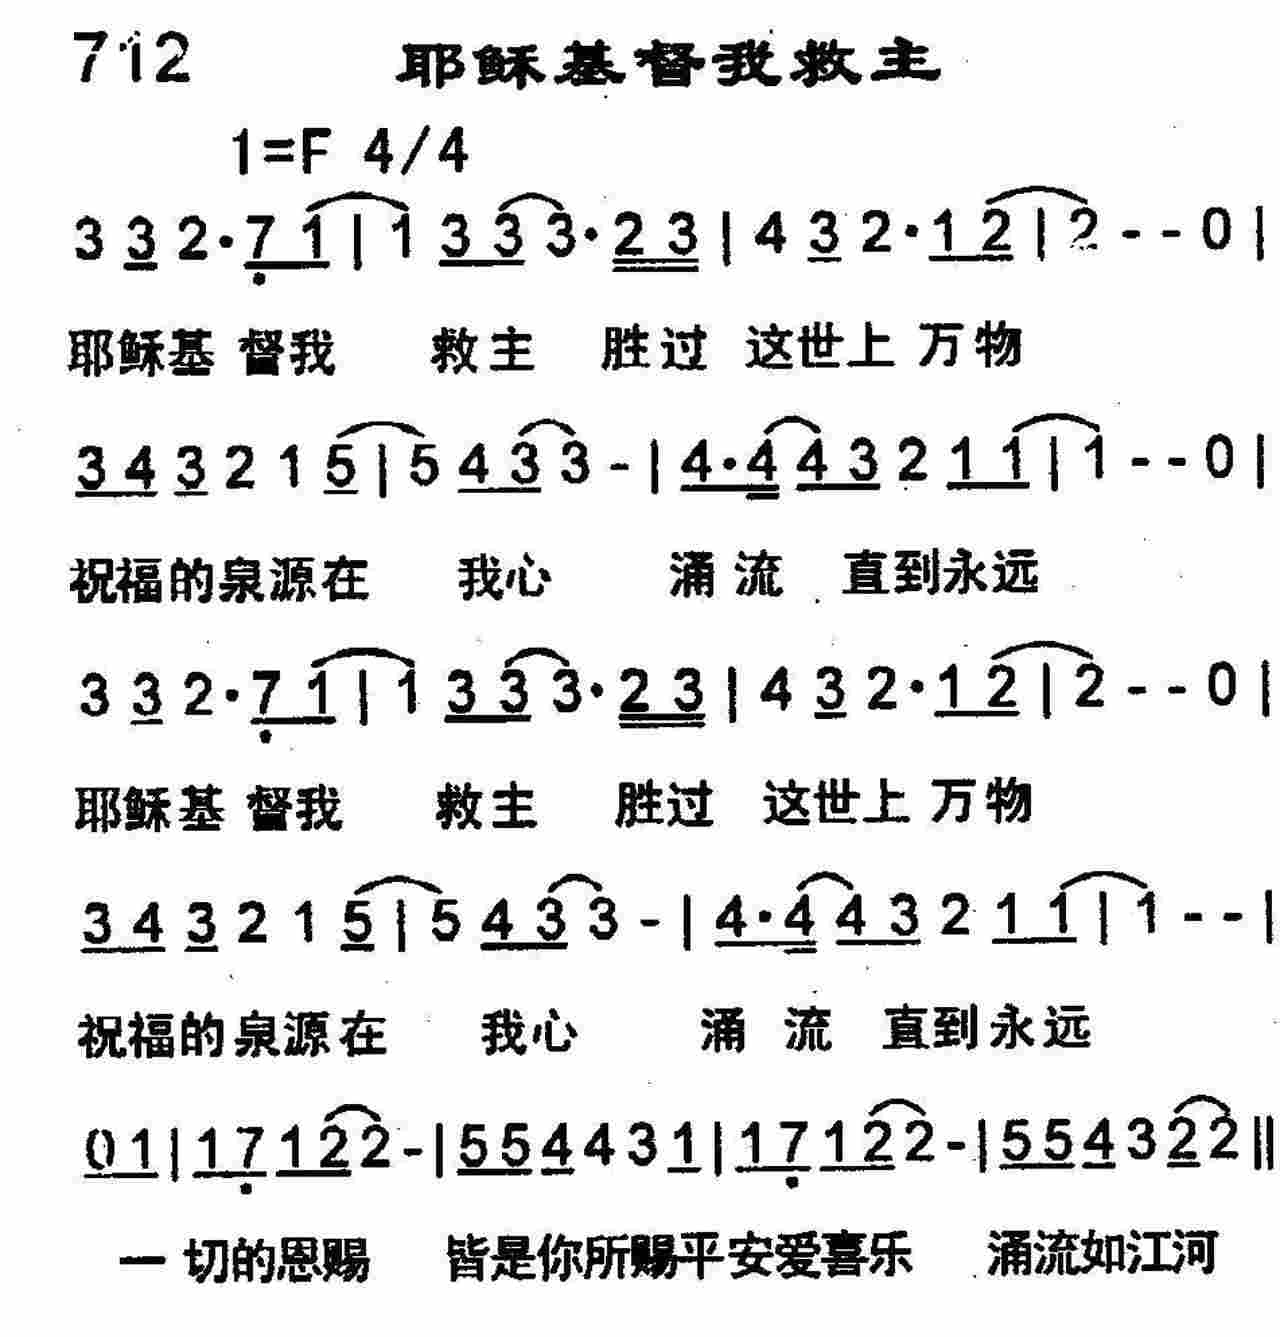 712 耶稣基督我救主
1=F 4/4
3 3 2·7 1|1 3 3 3·2 3|4 3 2·1 2|2--0|
耶稣基督我 救主 胜过 这世上万物
3 4 3 2 1 5|5 4 3 3-|4·4 4 3 2 1 1|1--0|
祝福的泉源在 我心 涌流 直到永远
3 3 2·7 1|1 3 3 3·2 3|4 3 2·1 2|2--0|
耶稣基督我 救主 胜过 这世上万物
3 4 3 2 1 5|5 4 3 3-|4·4 4 3 2 1 1|1--|
祝福的泉源在 我心 涌流 直到永远
0 1|1 7 1 2 2-|5 5 4 4 3 1|1 7 1 2 2-|5 5 4 3 2 2‖
一切的恩赐 皆是你所赐平安爱喜乐 涌流如江河